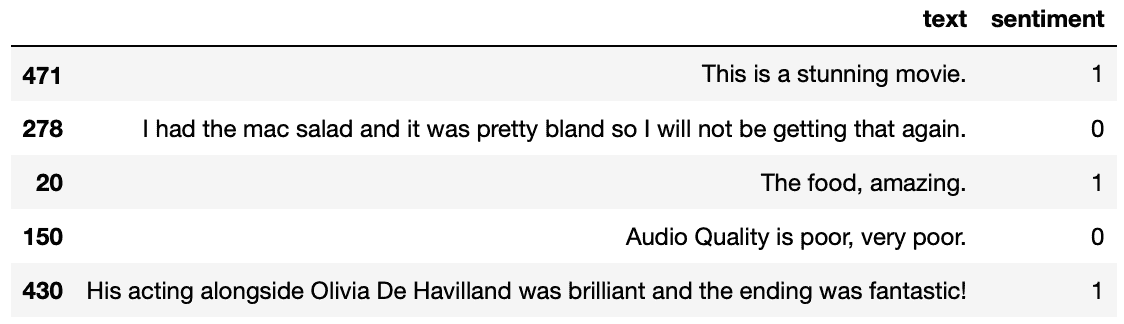 text sentiment
471 This is a stunning movie. 1
278 I had the mac salad and it was pretty bland so I will not be getting that again. 0
20 The food, amazing. 1
150 Audio Quality is poor, very poor. 0
430 His acting alongside Olivia De Havilland was brilliant and the ending was fantastic! 1